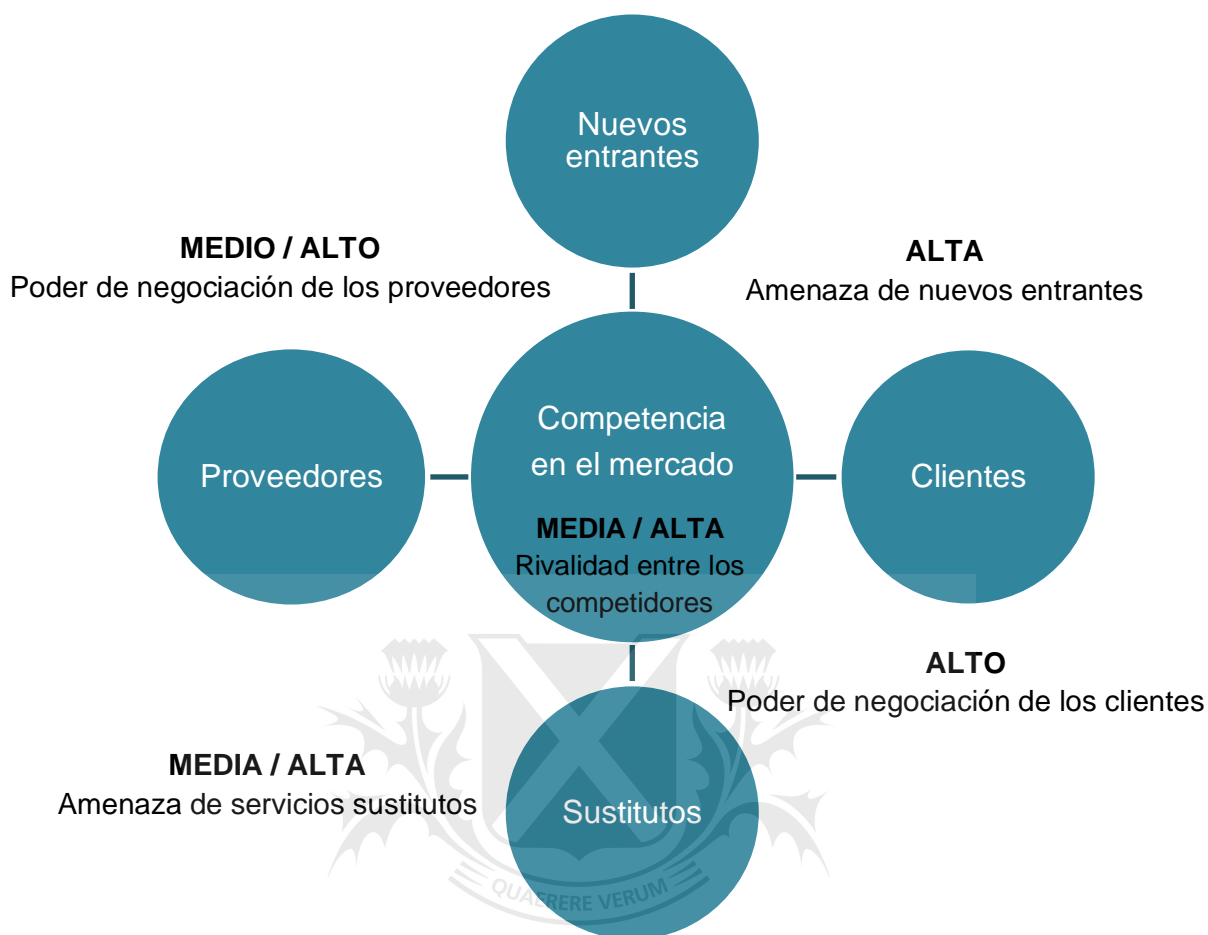 Nuevos
entrantes
MEDIO / ALTO
Poder de negociación de los proveedores
ALTA
Amenaza de nuevos entrantes
Proveedores
Competencia
en el mercado
MEDIA / ALTA
Rivalidad entre los
competidores
Clientes
ALTO
Poder de negociación de los clientes
MEDIA / ALTA
Amenaza de servicios sustitutos
Sustitutos
QUAERERE VERUM